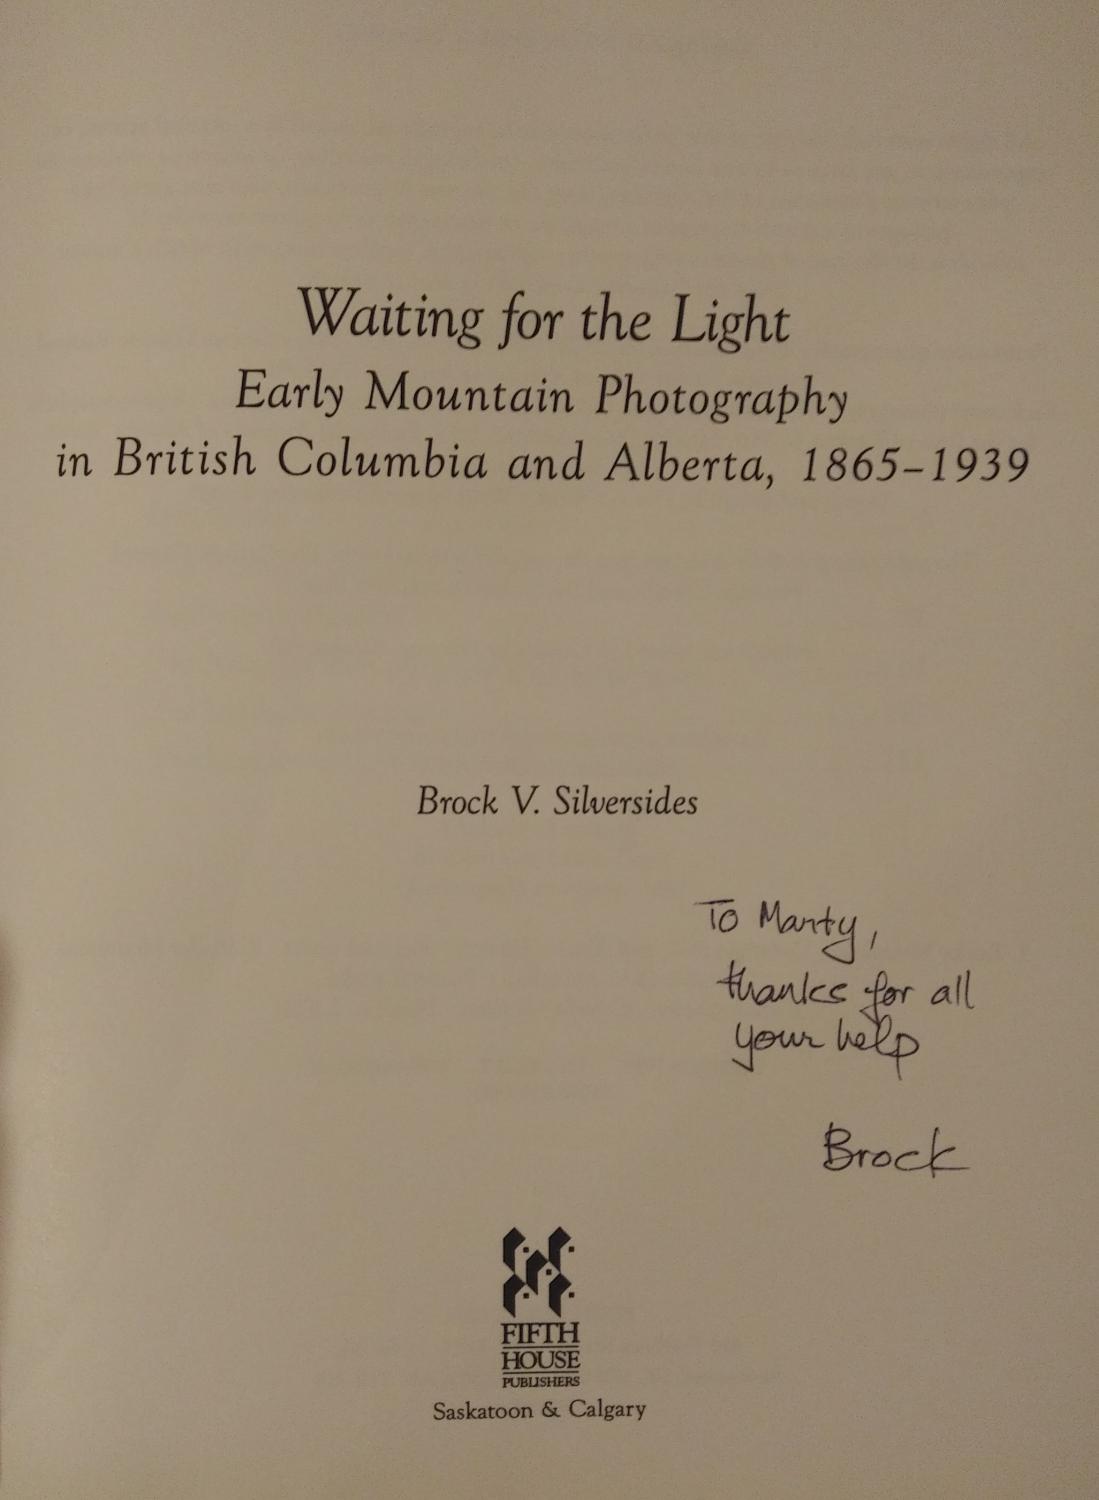 Waiting for the Light
Early Mountain Photography
in British Columbia and Alberta, 1865–1939
Brock V. Silversides
To Marty,
thanks for all
your help
Brock
FIFTH
HOUSE
PUBLISHERS
Saskatoon & Calgary